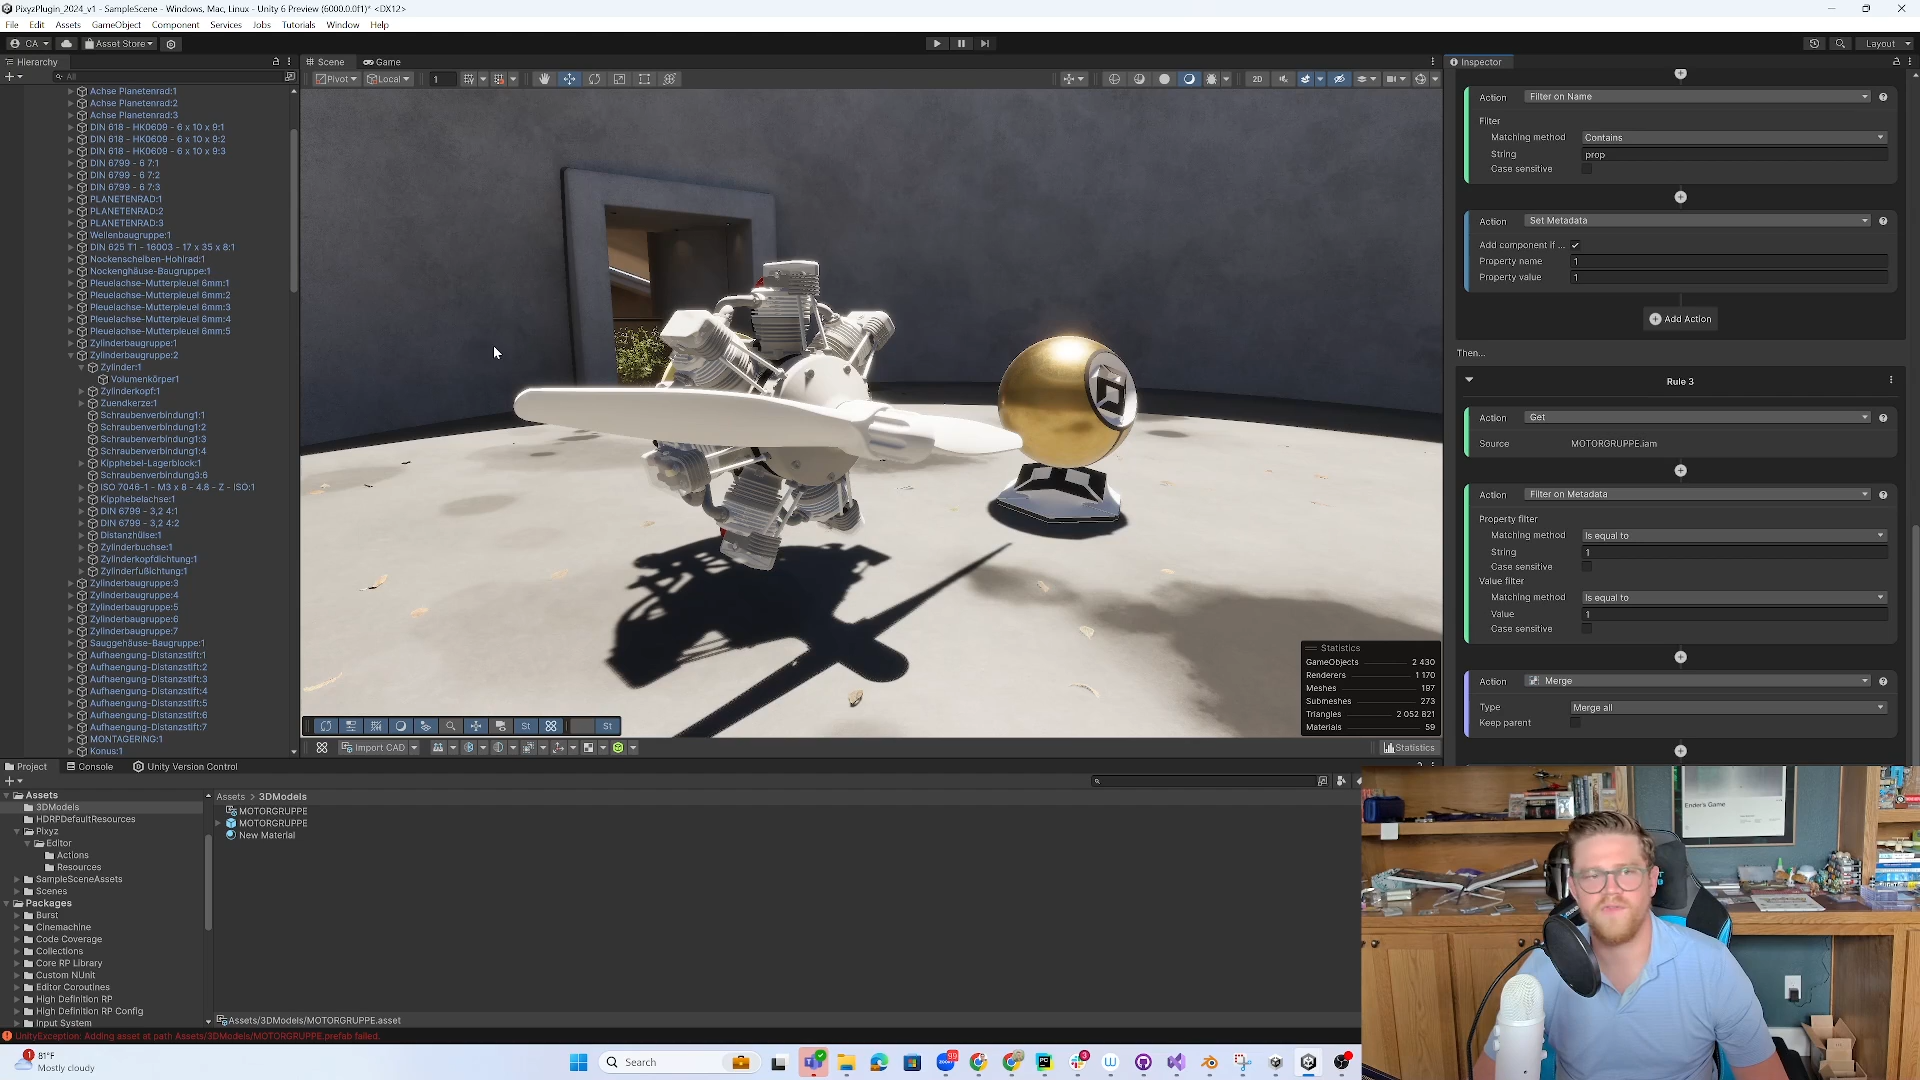 PixyzPlugin_2024_v1 - SampleScene - Windows, Mac, Linux - Unity 6 Preview (6000.0.0f1)* <DX12>
File Edit Assets GameObject Component Services Jobs Tutorials Window Help
CA Asset Store Layout
Hierarchy
All
Achse Planetenrad:1
Achse Planetenrad:2
Achse Planetenrad:3
DIN 618 - HK0609 - 6 x 10 x 9:1
DIN 618 - HK0609 - 6 x 10 x 9:2
DIN 618 - HK0609 - 6 x 10 x 9:3
DIN 6799 - 6 7:1
DIN 6799 - 6 7:2
DIN 6799 - 6 7:3
PLANETENRAD:1
PLANETENRAD:2
PLANETENRAD:3
Wellenbaugruppe:1
DIN 625 T1 - 16003 - 17 x 35 x 8:1
Nockenscheiben-Hohlrad:1
Nockenghäuse-Baugruppe:1
Pleuelachse-Mutterpleuel 6mm:1
Pleuelachse-Mutterpleuel 6mm:2
Pleuelachse-Mutterpleuel 6mm:3
Pleuelachse-Mutterpleuel 6mm:4
Pleuelachse-Mutterpleuel 6mm:5
Zylinderbaugruppe:1
Zylinderbaugruppe:2
Zylinder:1
Volumenkörper1
Zylinderkopf:1
Zuendkerze:1
Schraubenverbindung1:1
Schraubenverbindung1:2
Schraubenverbindung1:3
Schraubenverbindung1:4
Kipphebel-Lagerblock:1
Schraubenverbindung3:6
ISO 7046-1 - M3 x 8 - 4.8 - Z - ISO:1
Kipphebelachse:1
DIN 6799 - 3,2 4:1
DIN 6799 - 3,2 4:2
Distanzhülse:1
Zylinderbuchse:1
Zylinderkopfdichtung:1
Zylinderfußichtung:1
Zylinderbaugruppe:3
Zylinderbaugruppe:4
Zylinderbaugruppe:5
Zylinderbaugruppe:6
Zylinderbaugruppe:7
Sauggehäuse-Baugruppe:1
Aufhaengung-Distanzstift:1
Aufhaengung-Distanzstift:2
Aufhaengung-Distanzstift:3
Aufhaengung-Distanzstift:4
Aufhaengung-Distanzstift:5
Aufhaengung-Distanzstift:6
Aufhaengung-Distanzstift:7
MONTAGERING:1
Konus:1
Scene Game
Pivot Local 1 2D
Statistics
GameObjects 2 430
Renderers 1 170
Meshes 197
Submeshes 273
Triangles 2 052 821
Materials 59
St St
Import CAD Statistics
Inspector
Action Filter on Name
Filter
Matching method Contains
String prop
Case sensitive
Action Set Metadata
Add component if ...
Property name 1
Property value 1
Add Action
Then...
Rule 3
Action Get
Source MOTORGRUPPE.iam
Action Filter on Metadata
Property filter
Matching method Is equal to
String 1
Case sensitive
Value filter
Matching method Is equal to
Value 1
Case sensitive
Action Merge
Type Merge all
Keep parent
Project Console Unity Version Control
Assets
3DModels
HDRPDefaultResources
Pixyz
Editor
Actions
Resources
SampleSceneAssets
Scenes
Packages
Burst
Cinemachine
Code Coverage
Collections
Core RP Library
Custom NUnit
Editor Coroutines
High Definition RP
High Definition RP Config
Input System
Assets > 3DModels
MOTORGRUPPE
MOTORGRUPPE
New Material
Assets/3DModels/MOTORGRUPPE.asset
UnityException: Adding asset at path Assets/3DModels/MOTORGRUPPE.prefab failed.
Ender's Game
1
81°F
Mostly cloudy
Search
99
3